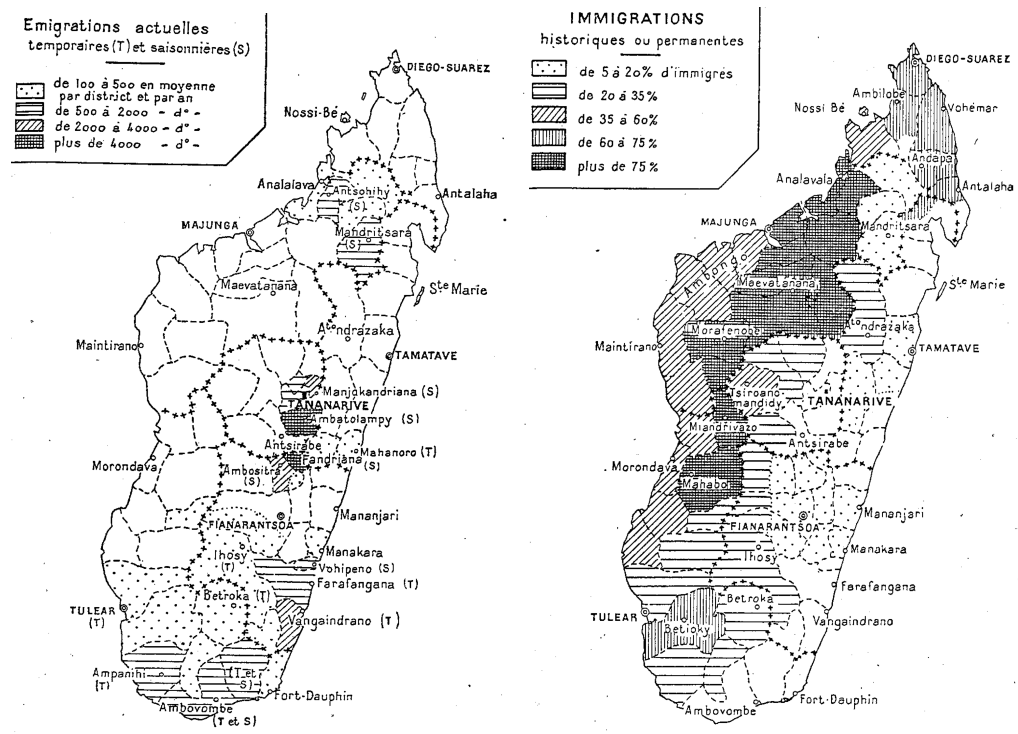 Emigrations actuelles
temporaires (T) et saisonnières (S)
de 100 à 500 en moyenne
par district et par an
de 500 à 2000 - d° -
de 2000 à 4000 - d° -
plus de 4000 - d° -
DIEGO-SUAREZ
Nossi-Bé
Analalava
Antsohihy
(S)
Antalaha
MAJUNGA
Mandritsara
(S)
Maevatanana
Ste Marie
Ato ndrazaka
Maintirano
TAMATAVE
Manjakandriana (S)
TANANARIVE
Ambatolampy (S)
Antsirabe
Mahanoro (T)
Fandriana
(S)
Morondava
Ambositra
(S)
Mananjari
FIANARANTSOA
Ihosy
(T)
Manakara
Vohipeno (S)
Farafangana (T)
Betroka (T)
TULEAR
(T)
Vangaindrano (T)
Ampanihi
(T)
(T et
S)
Fort-Dauphin
Ambovombe
(T et S)
IMMIGRATIONS
historiques ou permanentes
de 5 à 20% d'immigrés
de 20 à 35%
de 35 à 60%
de 60 à 75%
plus de 75%
DIEGO-SUAREZ
Ambilobe
Nossi Bé
Vohémar
Andapa
Analavala
Antalaha
MAJUNGA
Mandritsara
Ambongo
Maevatanana
Ste Marie
Ato ndrazaka
Morafenobe
Maintirano
TAMATAVE
Tsiroano-
mandidy
TANANARIVE
Miandrivazo
Antsirabe
Morondava
Mahabo
Mananjari
FIANARANTSOA
Ihosy
Manakara
Farafangana
Betroka
TULEAR
Vangaindrano
Betioky
Fort-Dauphin
Ambovombe